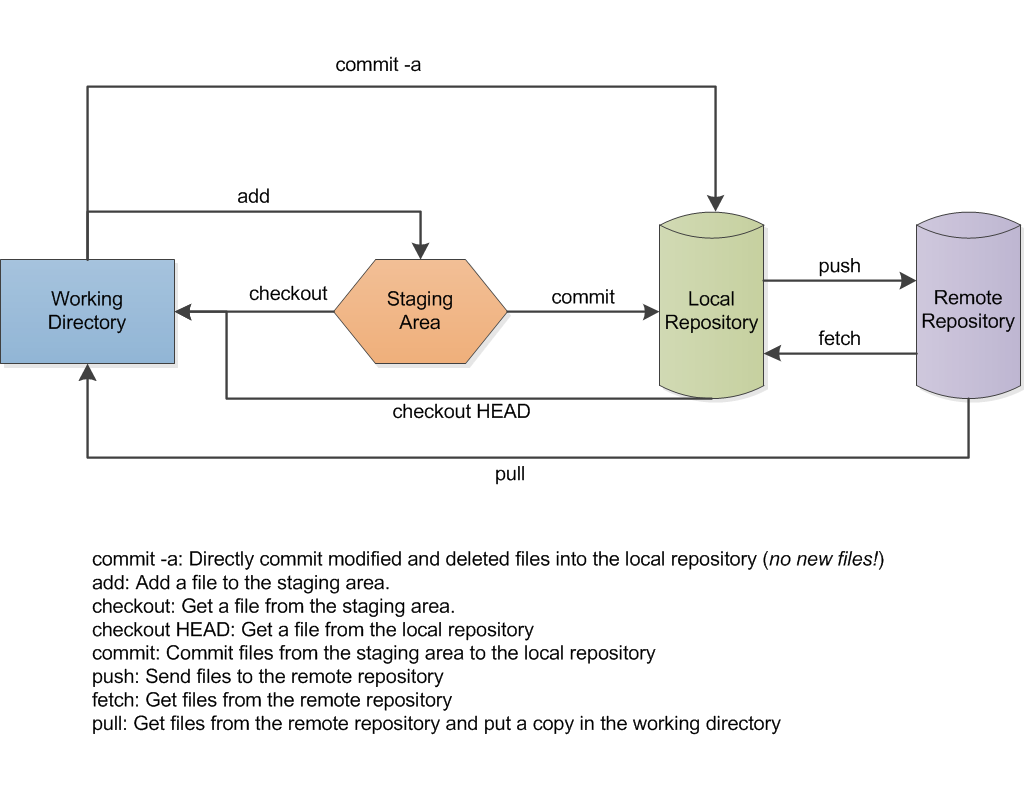 commit -a
add
checkout
commit
push
fetch
Working
Directory
Staging
Area
Local
Repository
Remote
Repository
checkout HEAD
pull
commit -a: Directly commit modified and deleted files into the local repository (no new files!)
add: Add a file to the staging area.
checkout: Get a file from the staging area.
checkout HEAD: Get a file from the local repository
commit: Commit files from the staging area to the local repository
push: Send files to the remote repository
fetch: Get files from the remote repository
pull: Get files from the remote repository and put a copy in the working directory